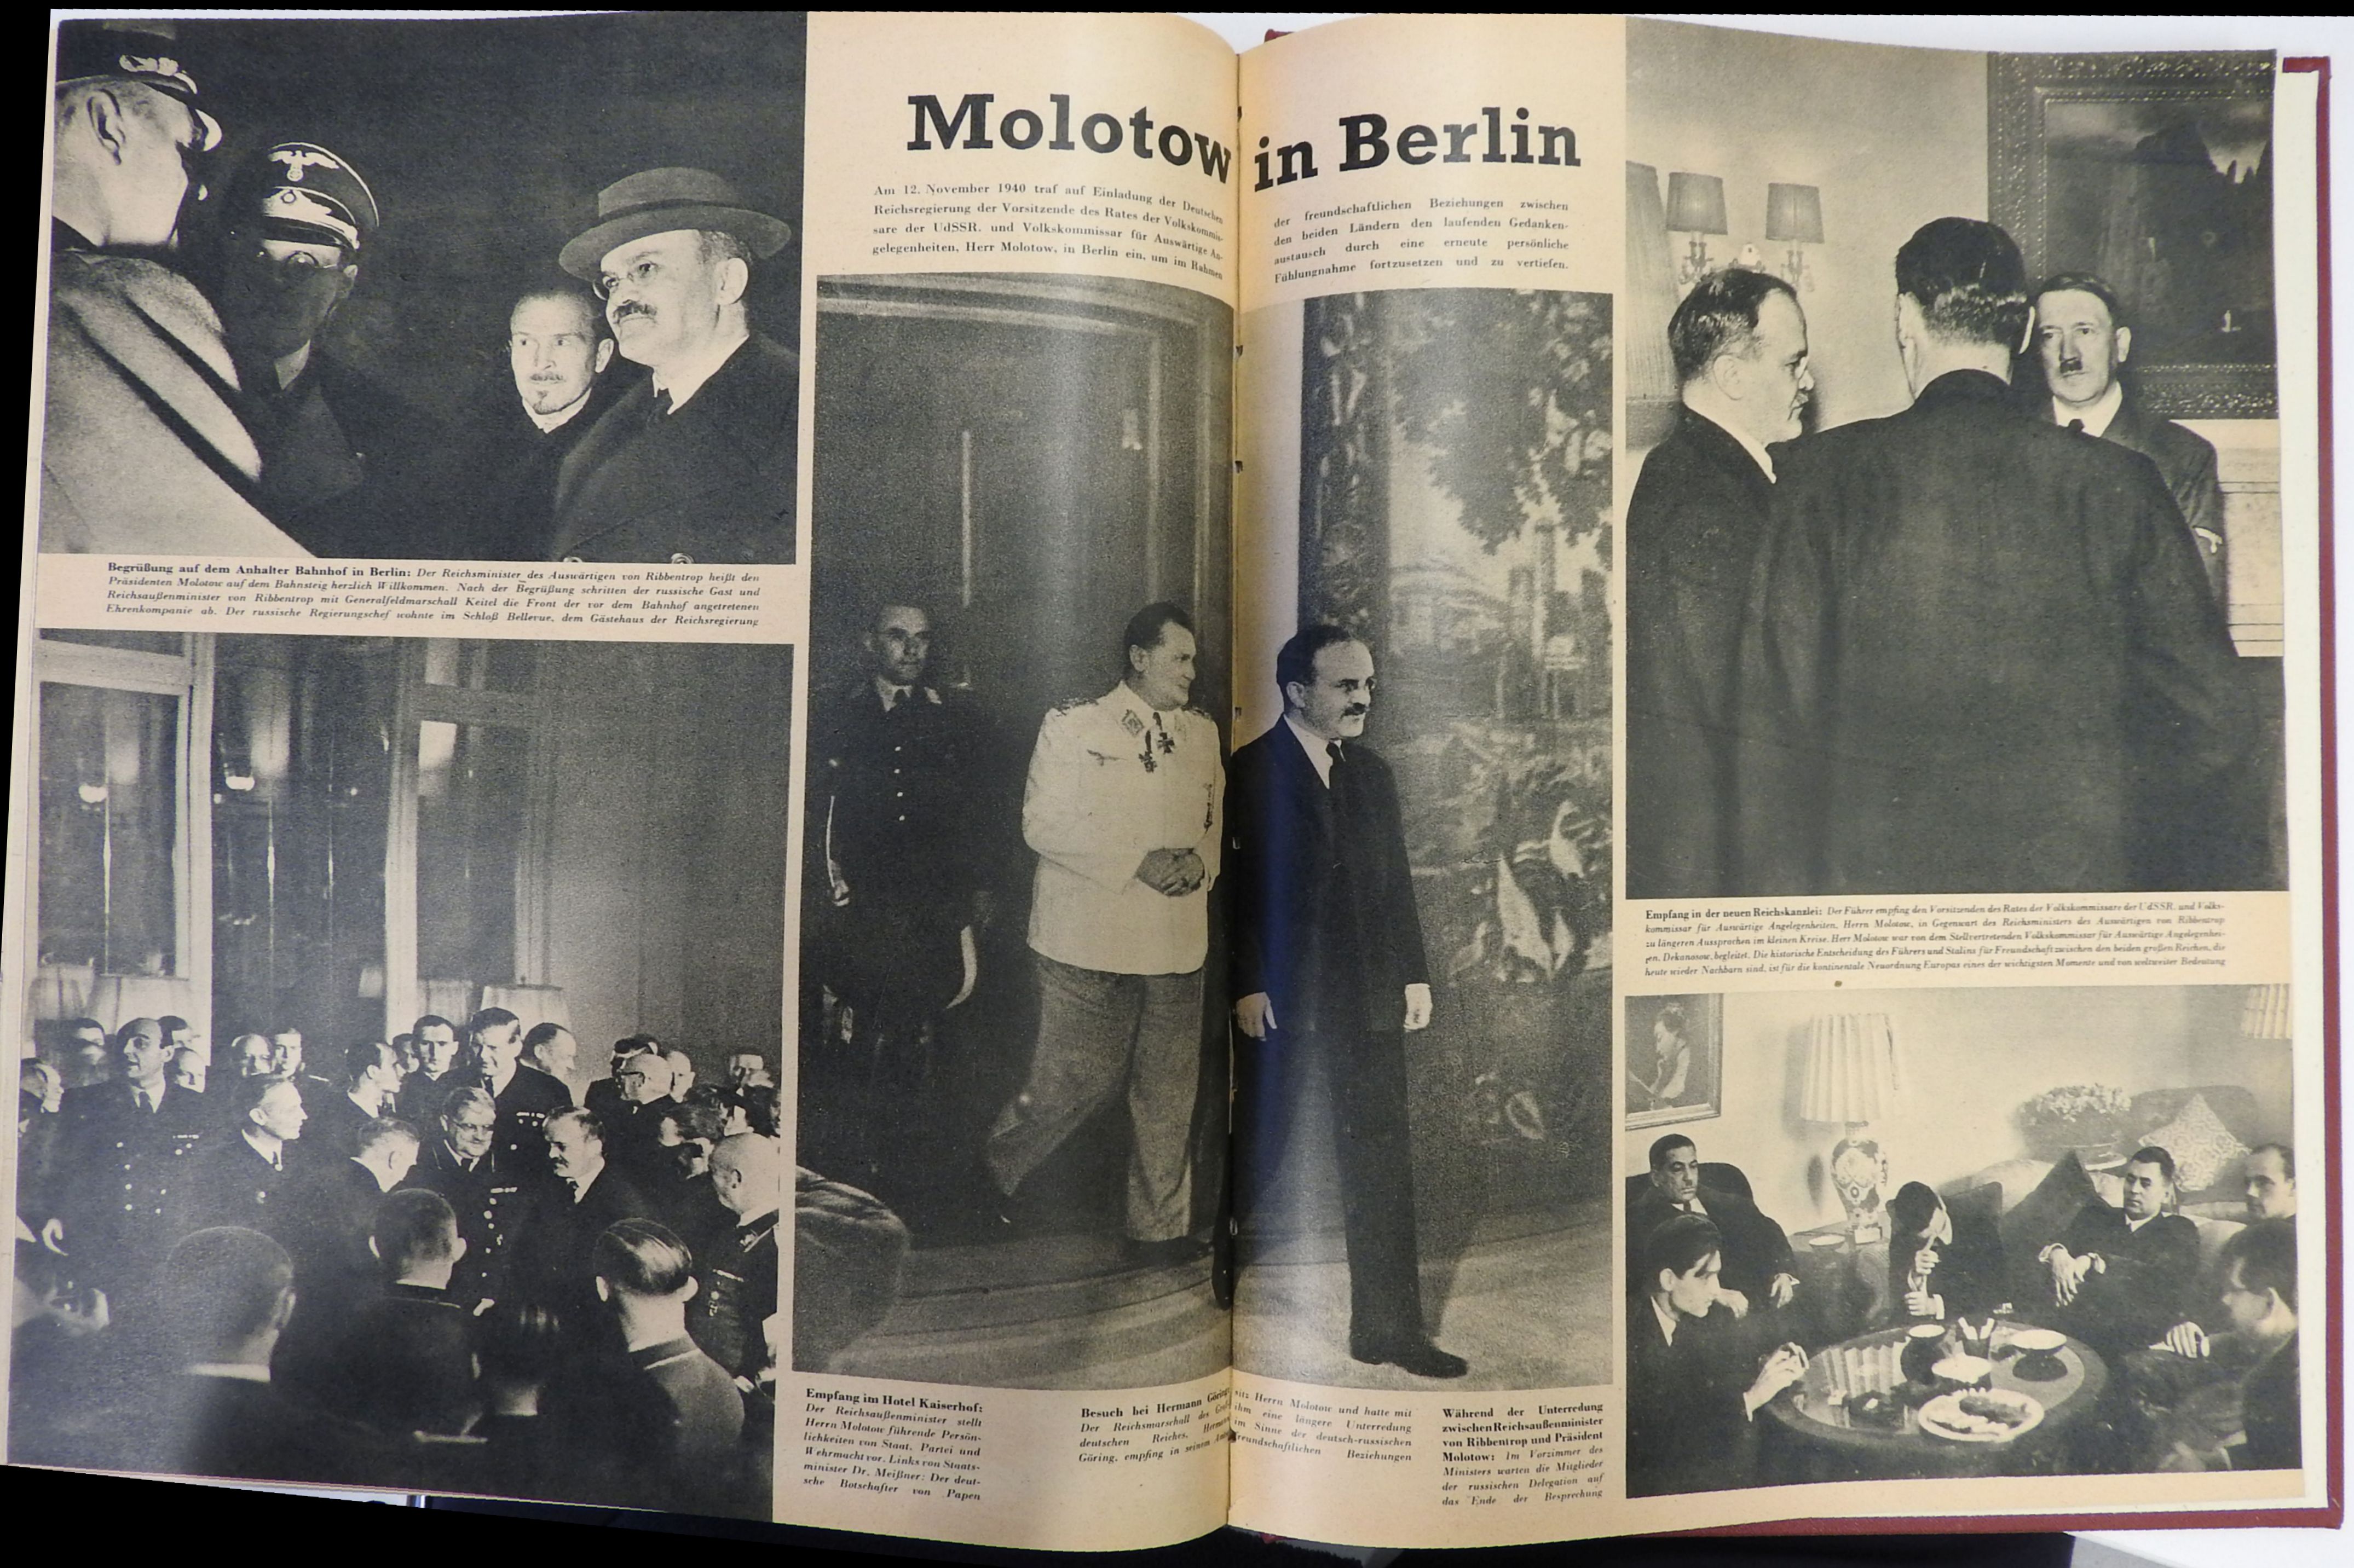 Molotow in Berlin
Am 12. November 1940 traf auf Einladung der Deutschen
Reichsregierung der Vorsitzende des Rates der Volkskommis-
sare der UdSSR. und Volkskommissar für Auswärtige An-
gelegenheiten, Herr Molotow, in Berlin ein, um im Rahmen
der freundschaftlichen Beziehungen zwischen
den beiden Ländern den laufenden Gedanken-
austausch durch eine erneute persönliche
Fühlungnahme fortzusetzen und zu vertiefen.
Begrüßung auf dem Anhalter Bahnhof in Berlin: Der Reichsminister des Auswärtigen von Ribbentrop heißt den
Präsidenten Molotow auf dem Bahnsteig herzlich Willkommen. Nach der Begrüßung schritten der russische Gast und
Reichsaußenminister von Ribbentrop mit Generalfeldmarschall Keitel die Front der vor dem Bahnhof angetretenen
Ehrenkompanie ab. Der russische Regierungschef wohnte im Schloß Bellevue, dem Gästehaus der Reichsregierung
Empfang im Hotel Kaiserhof:
Der Reichsaußenminister stellt
Herrn Molotow führende Persön-
lichkeiten von Staat, Partei und
Wehrmacht vor. Links von Staats-
minister Dr. Meißner: Der deut-
sche Botschafter von Papen
Besuch bei Hermann Göring:
Der Reichsmarschall des Groß-
deutschen Reiches, Hermann
Göring, empfing in seinem
sitz Herrn Molotow und hatte mit
ihm eine längere Unterredung
im Sinne der deutsch-russischen
freundschaftlichen Beziehungen
Während der Unterredung
zwischen Reichsaußenminister
von Ribbentrop und Präsident
Molotow: Im Vorzimmer des
Ministers warten die Mitglieder
der russischen Delegation auf
das Ende der Besprechung
Empfang in der neuen Reichskanzlei: Der Führer empfing den Vorsitzenden des Rates der Volkskommissare der UdSSR. und Volks-
kommissar für Auswärtige Angelegenheiten, Herrn Molotow, in Gegenwart des Reichsministers des Auswärtigen von Ribbentrop
zu längeren Aussprachen im kleinen Kreise. Herr Molotow war von dem Stellvertretenden Volkskommissar für Auswärtige Angelegenhei-
ten, Dekanosow, begleitet. Die historische Entscheidung des Führers und Stalins für Freundschaft zwischen den beiden großen Reichen, die
heute wieder Nachbarn sind, ist für die kontinentale Neuordnung Europas eines der wichtigsten Momente und von weltweiter Bedeutung